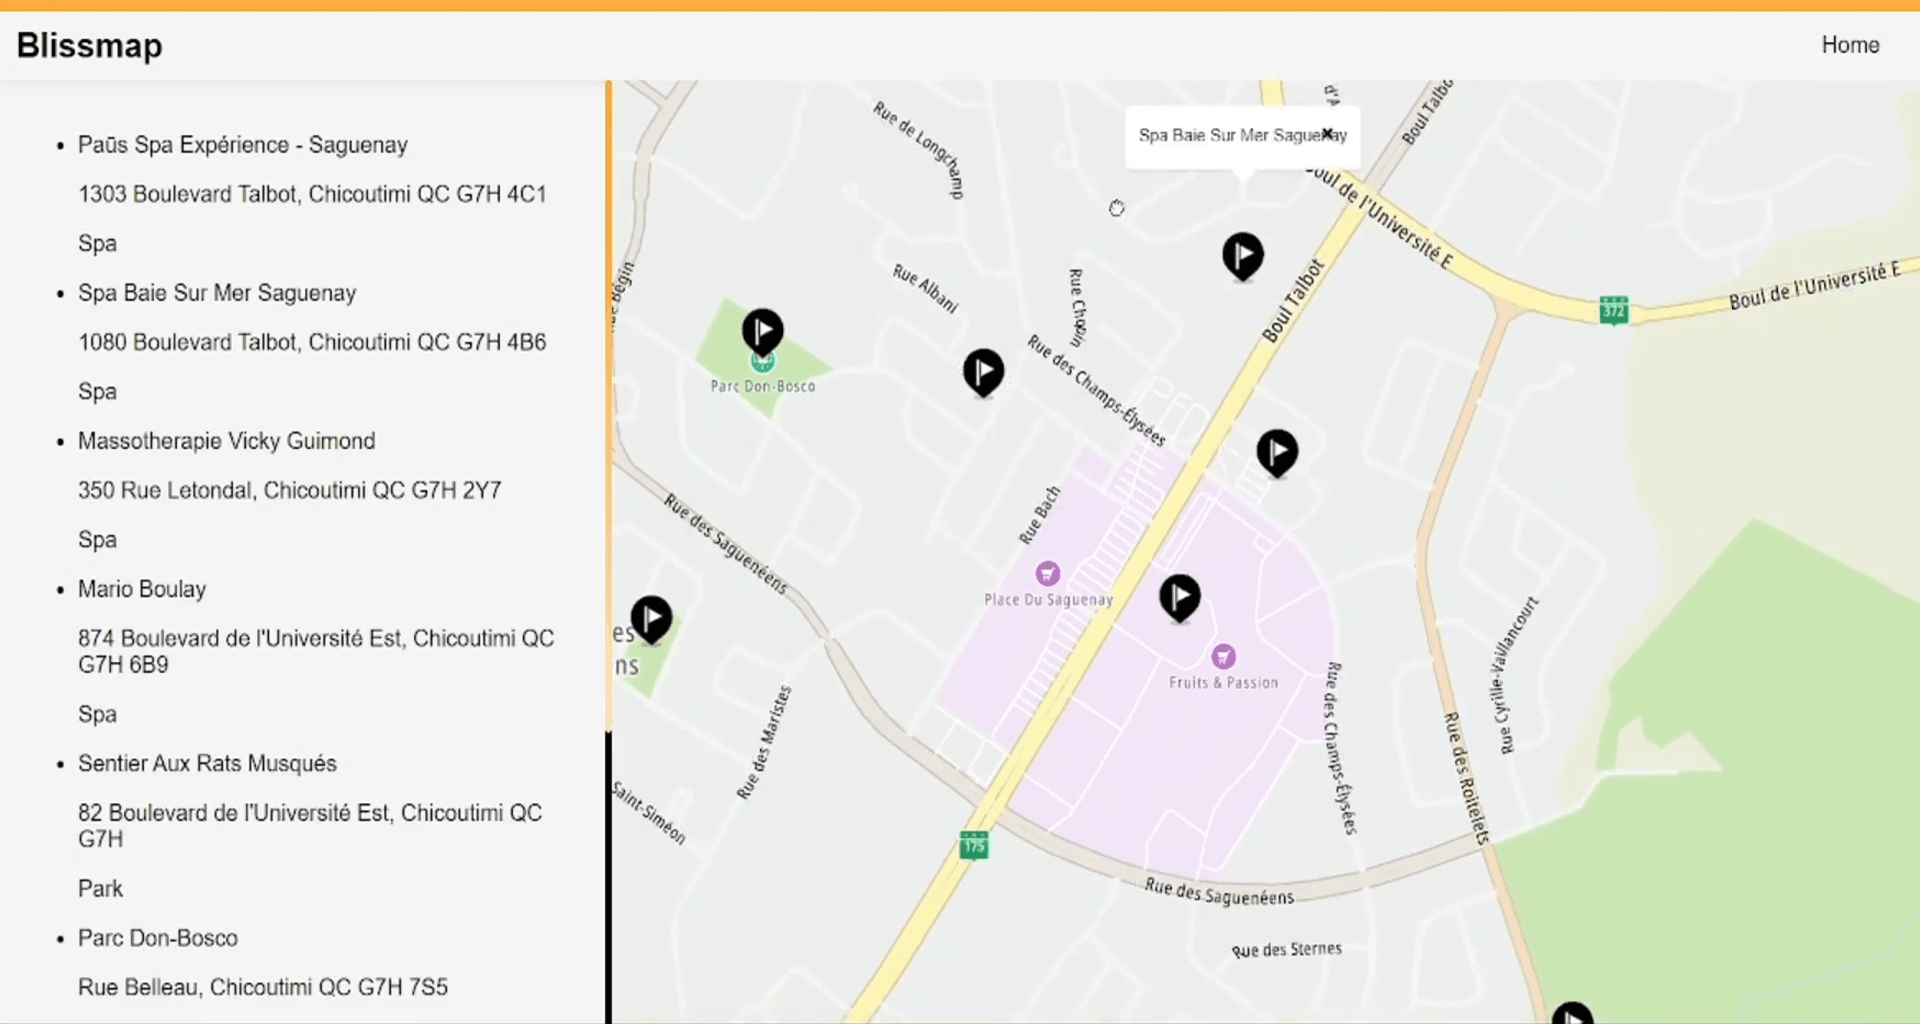 Blissmap
Home
Paūs Spa Expérience - Saguenay
1303 Boulevard Talbot, Chicoutimi QC G7H 4C1
Spa
Spa Baie Sur Mer Saguenay
1080 Boulevard Talbot, Chicoutimi QC G7H 4B6
Spa
Massotherapie Vicky Guimond
350 Rue Letondal, Chicoutimi QC G7H 2Y7
Spa
Mario Boulay
874 Boulevard de l'Université Est, Chicoutimi QC
G7H 6B9
Spa
Sentier Aux Rats Musqués
82 Boulevard de l'Université Est, Chicoutimi QC
G7H
Park
Parc Don-Bosco
Rue Belleau, Chicoutimi QC G7H 7S5
d'A
Boul Talbo
Rue de Longchamp
Spa Baie Sur Mer Saguenay
Boul de l'Université E
Bégin
Rue Albani
Rue Chopin
Boul Talbot
Boul de l'Université E
372
Parc Don-Bosco
Rue des Champs-Élysées
Rue des Saguenéens
Rue Bach
Place Du Saguenay
es
ns
Fruits & Passion
Rue des Maristes
Rue des Champs-Élysées
Rue Cyrille-Vaillancourt
Rue des Roitelets
Saint-Siméon
175
Rue des Saguenéens
Rue des Sternes